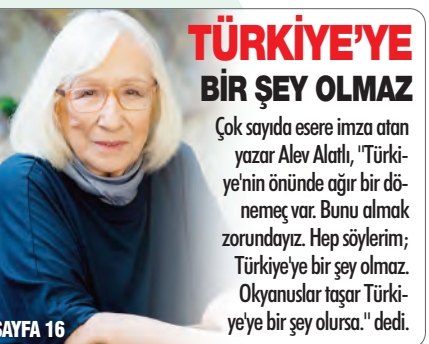 TÜRKİYE'YE
BİR ŞEY OLMAZ
Çok sayıda esere imza atan
yazar Alev Alatlı, "Türki-
ye'nin önünde ağır bir dö-
nemeç var. Bunu almak
zorundayız. Hep söylerim;
Türkiye'ye bir şey olmaz.
Okyanuslar taşar Türki-
ye'ye bir şey olursa." dedi.
SAYFA 16